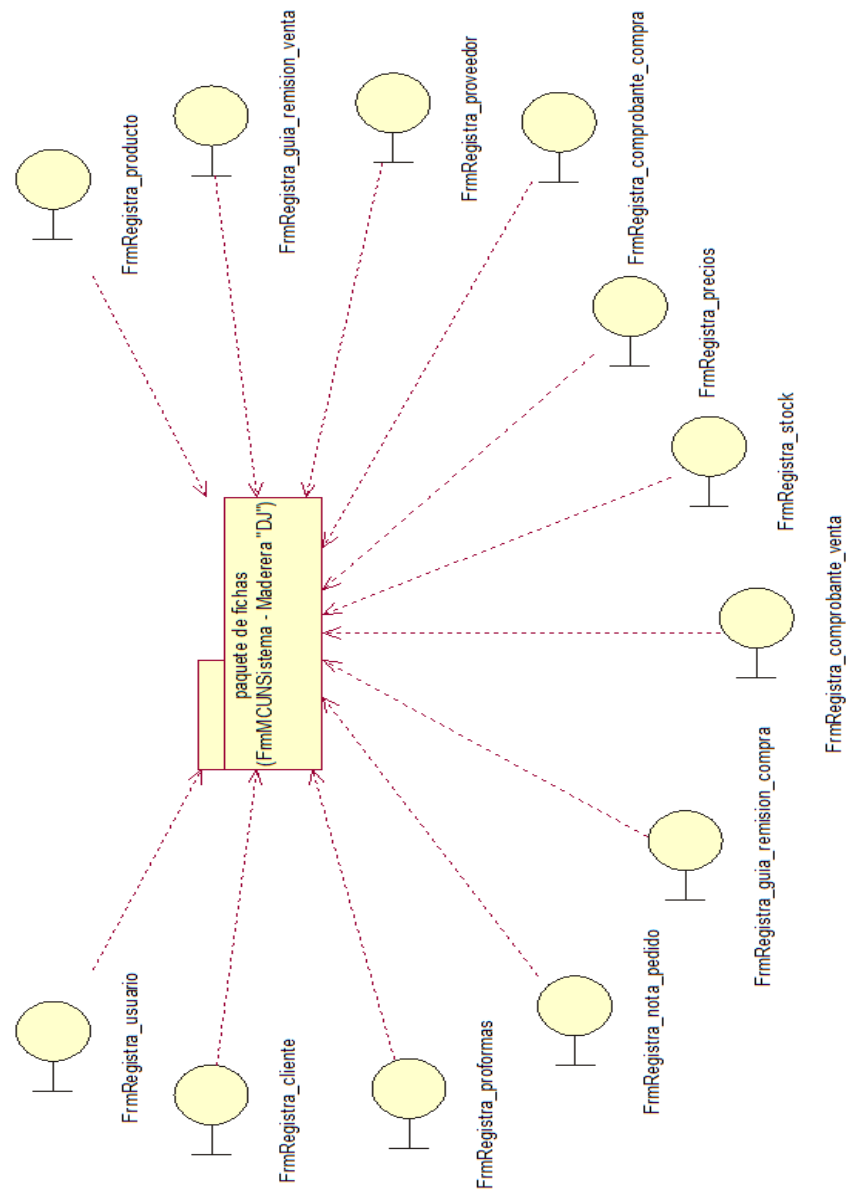 FrmRegistra_usuario
FrmRegistra_producto
paquete de fichas
(FrmMCUNSistema - Maderera "DJ")
FrmRegistra_cliente
FrmRegistra_guia_remision_venta
FrmRegistra_proformas
FrmRegistra_proveedor
FrmRegistra_nota_pedido
FrmRegistra_comprobante_compra
FrmRegistra_precios
FrmRegistra_guia_remision_compra
FrmRegistra_stock
FrmRegistra_comprobante_venta